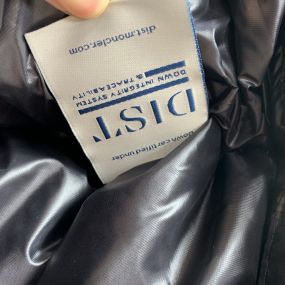 down certified under
DIST
DOWN INTEGRITY SYSTEM
& TRACEABILITY
dist.moncler.com